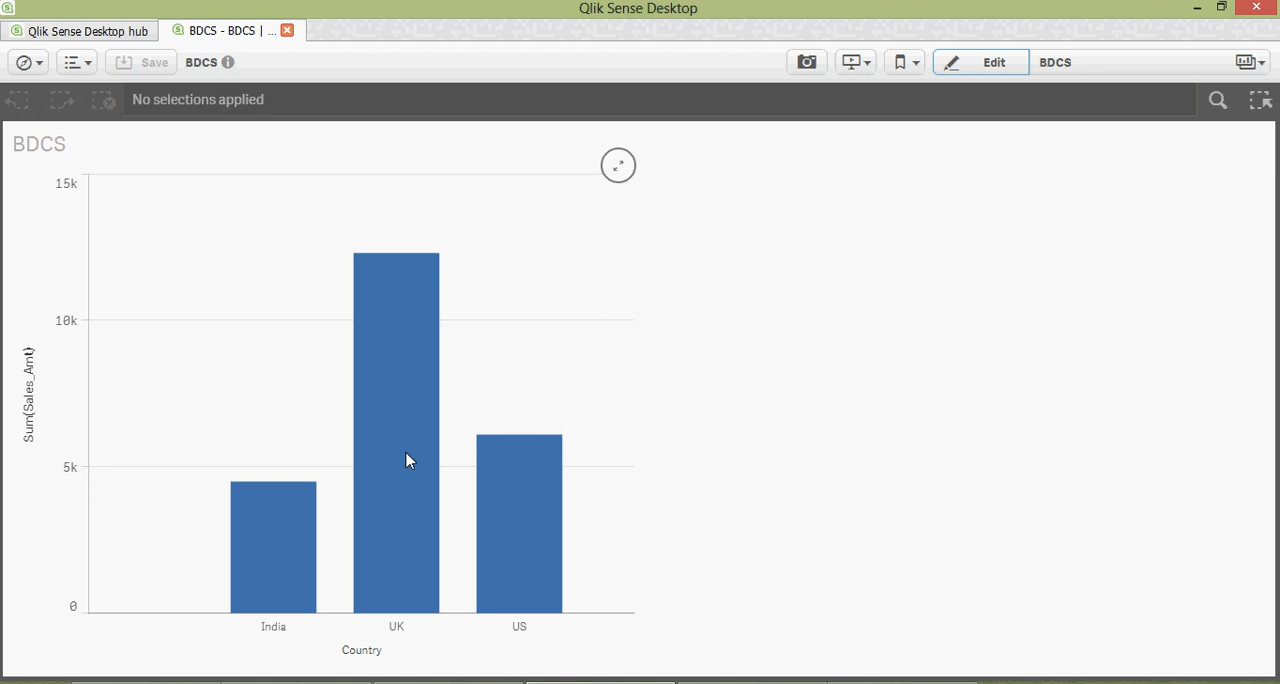 Qlik Sense Desktop
Qlik Sense Desktop hub
BDCS - BDCS | ...
Save
BDCS
Edit
BDCS
No selections applied
BDCS
15k
10k
5k
0
Sum(Sales_Amt)
India
UK
US
Country